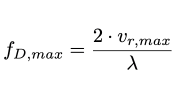 f_{D,max} = \frac{2 \cdot v_{r,max}}{\lambda}